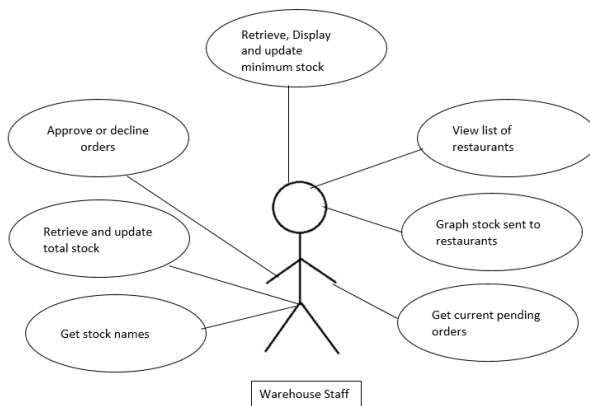 Retrieve, Display
and update
minimum stock
Approve or decline
orders
View list of
restaurants
Retrieve and update
total stock
Graph stock sent to
restaurants
Get stock names
Get current pending
orders
Warehouse Staff